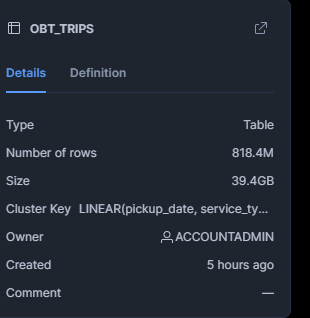 OBT_TRIPS
Details Definition
Type Table
Number of rows 818.4M
Size 39.4GB
Cluster Key LINEAR(pickup_date, service_ty...
Owner ACCOUNTADMIN
Created 5 hours ago
Comment —